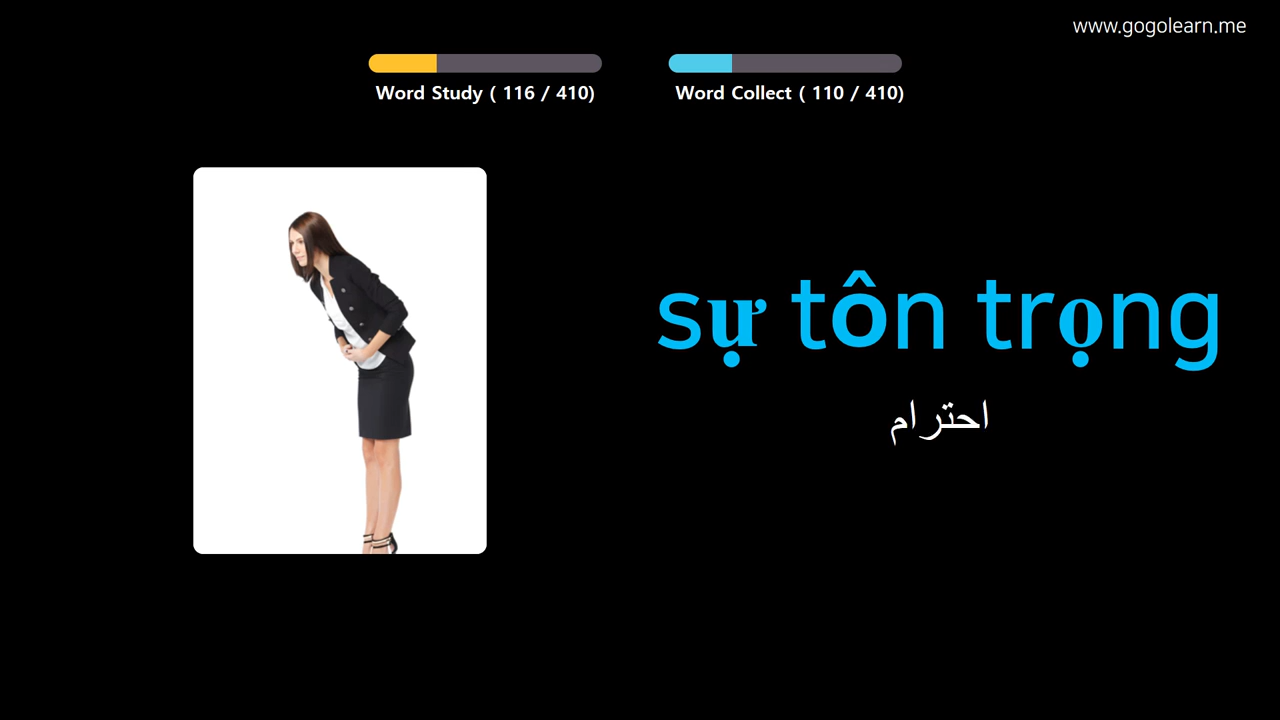 www.gogolearn.me
Word Study ( 116 / 410)
Word Collect ( 110 / 410)
sự tôn trọng
احترام